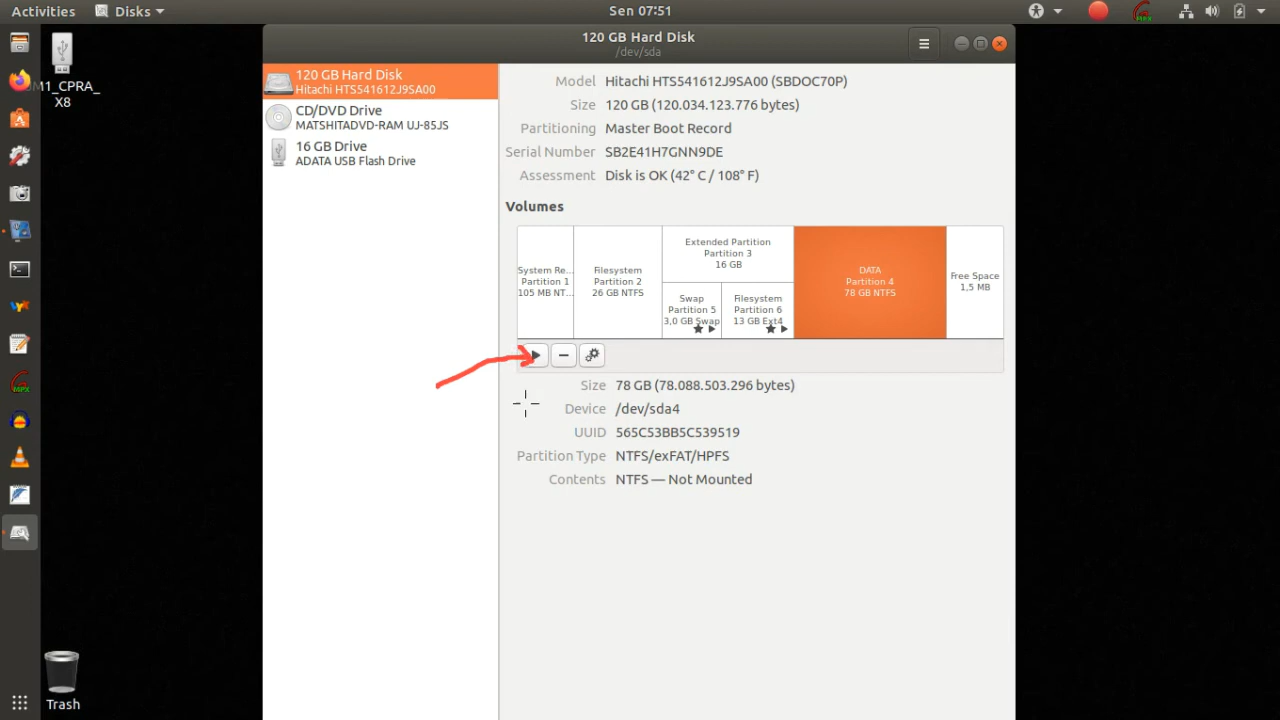 Activities
Disks
Sen 07:51
120 GB Hard Disk
/dev/sda
M1_CPRA_
X8
120 GB Hard Disk
Hitachi HTS541612J9SA00
CD/DVD Drive
MATSHITADVD-RAM UJ-85JS
16 GB Drive
ADATA USB Flash Drive
Model Hitachi HTS541612J9SA00 (SBDOC70P)
Size 120 GB (120.034.123.776 bytes)
Partitioning Master Boot Record
Serial Number SB2E41H7GNN9DE
Assessment Disk is OK (42° C / 108° F)
Volumes
System Re...
Partition 1
105 MB NT...
Filesystem
Partition 2
26 GB NTFS
Extended Partition
Partition 3
16 GB
Swap
Partition 5
3,0 GB Swap
Filesystem
Partition 6
13 GB Ext4
DATA
Partition 4
78 GB NTFS
Free Space
1,5 MB
Size 78 GB (78.088.503.296 bytes)
Device /dev/sda4
UUID 565C53BB5C539519
Partition Type NTFS/exFAT/HPFS
Contents NTFS — Not Mounted
Trash